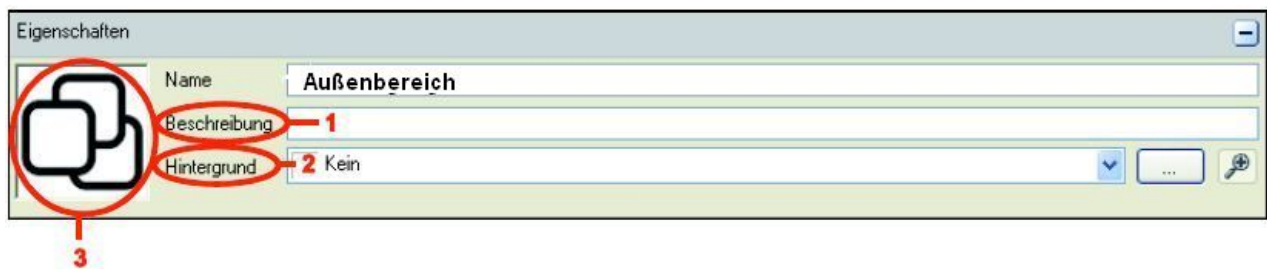 Eigenschaften
Name Außenbereich
Beschreibung 1
Hintergrund 2 Kein ...
3